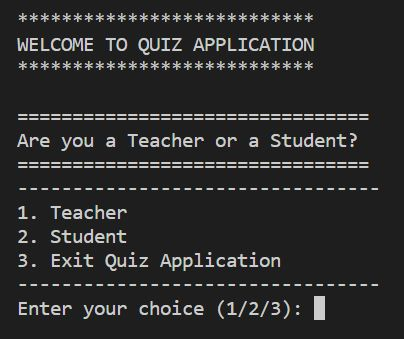 ***************************
WELCOME TO QUIZ APPLICATION
***************************
================================
Are you a Teacher or a Student?
================================
---------------------------------
1. Teacher
2. Student
3. Exit Quiz Application
---------------------------------
Enter your choice (1/2/3):